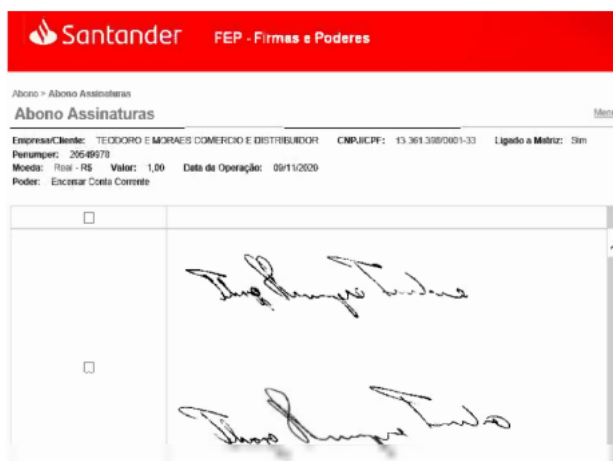 Santander
FEP - Firmas e Poderes
Abono > Abono Assinaturas
Abono Assinaturas
Menu
Empresa/Cliente: TEODORO E MORAES COMERCIO E DISTRIBUIDOR CNPJ/CPF: 13.361.398/0001-33 Ligado a Matriz: Sim
Penumper: 20549978
Moeda: Real - R$ Valor: 1,00 Data da Operação: 09/11/2020
Poder: Encerrar Conta Corrente